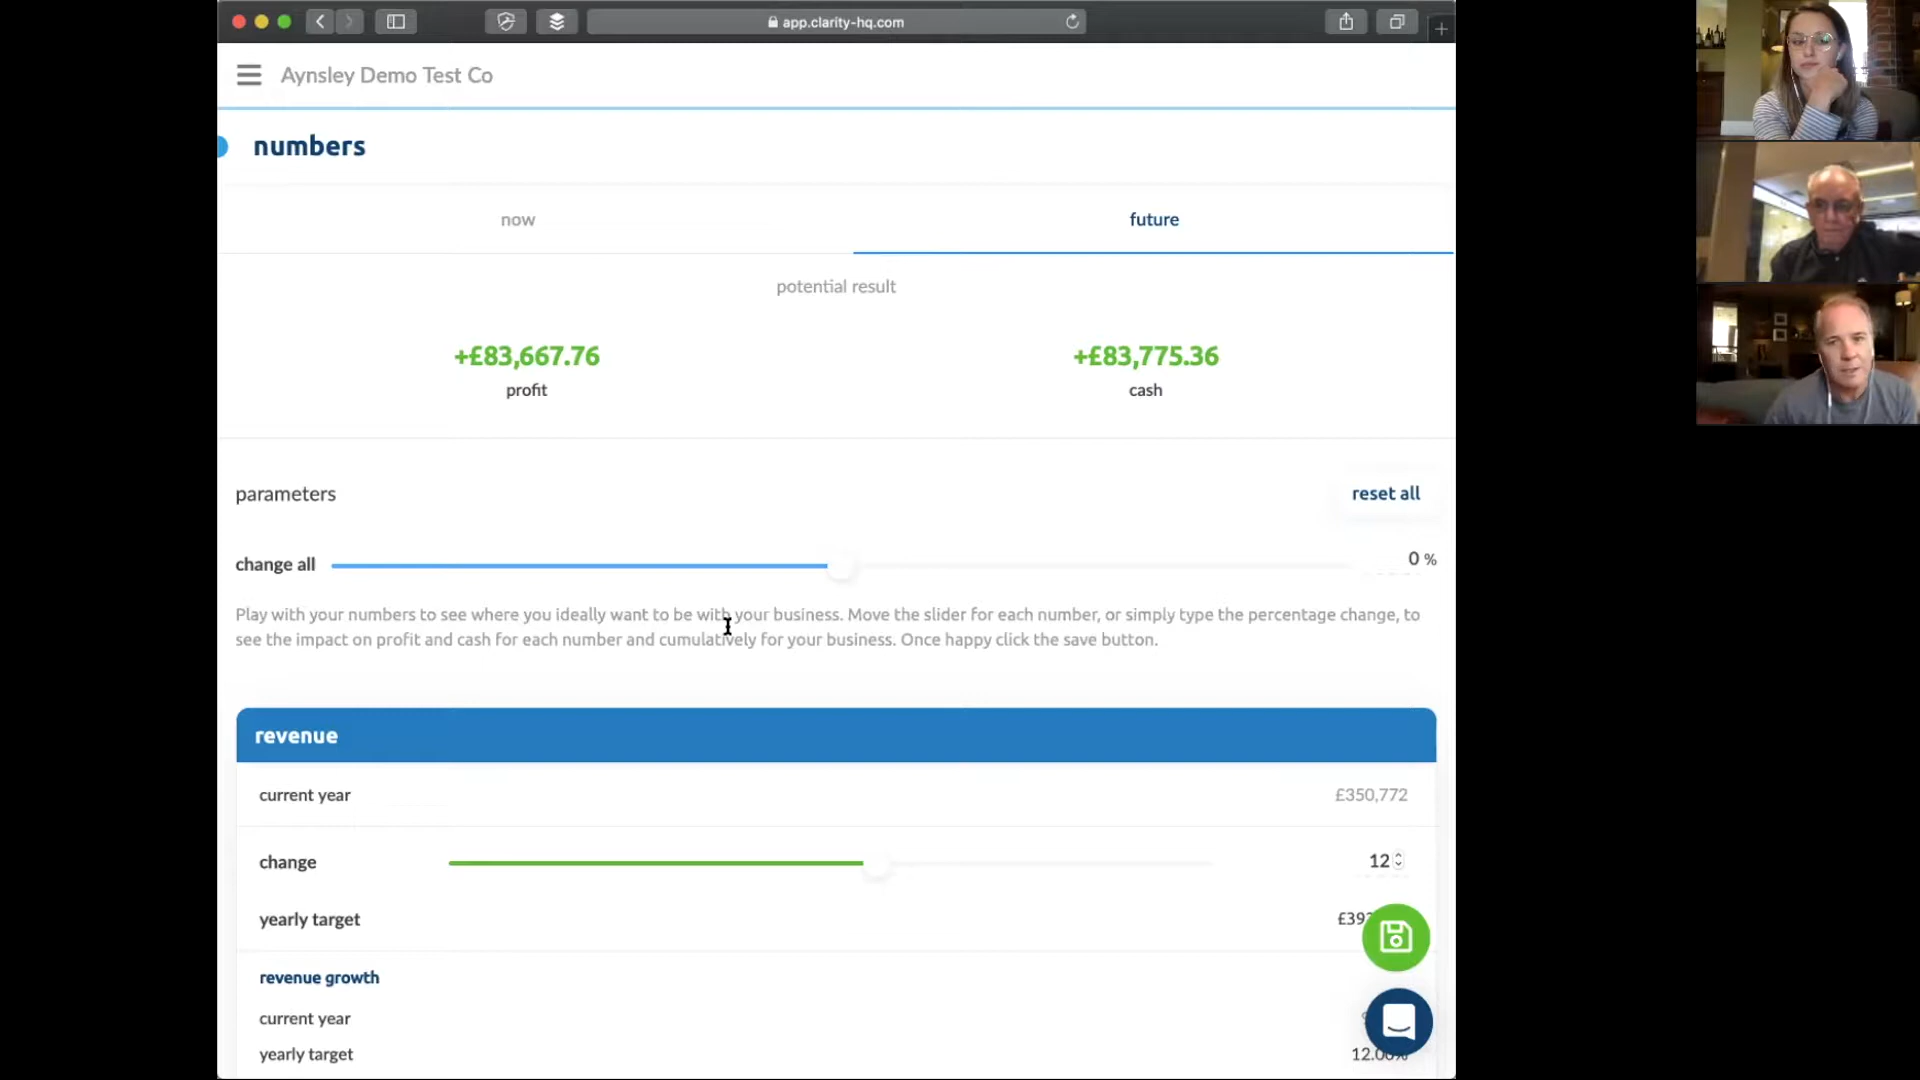 app.clarity-hq.com
Aynsley Demo Test Co
numbers
now
future
potential result
+£83,667.76
+£83,775.36
profit
cash
parameters
reset all
change all
0 %
Play with your numbers to see where you ideally want to be with your business. Move the slider for each number, or simply type the percentage change, to
see the impact on profit and cash for each number and cumulatively for your business. Once happy click the save button.
revenue
current year
£350,772
change
12
yearly target
revenue growth
current year
yearly target